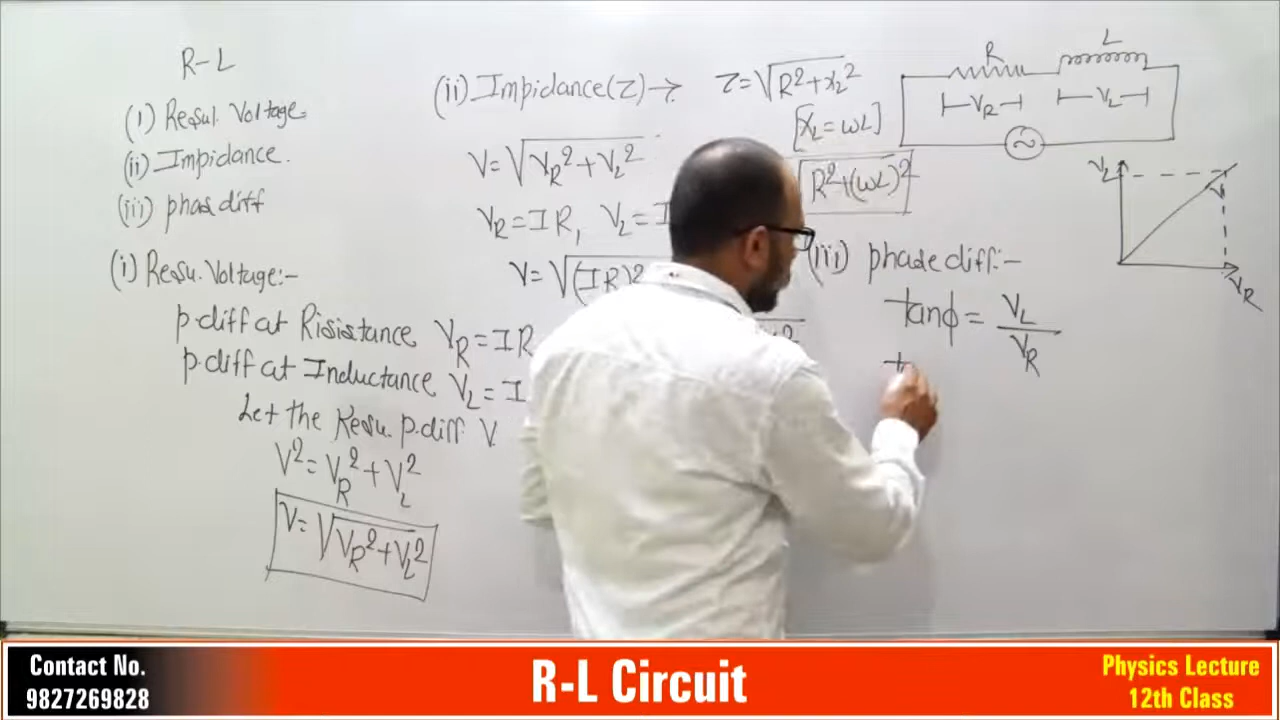 R-L
(1) Resul. Voltage
(ii) Impidance.
(iii) phase diff
(i) Resu. Voltage:-
p.diff at Risistance V_R = IR
p.diff at Inductance V_L = I
Let the Resu. p.diff V
V² = V_R² + V_L²
V = √V_R² + V_L²
(ii) Impidance(Z) →
Z = √R² + X_L²
[X_L = ωL]
V = √V_R² + V_L²
R² + (ωL)²
V_R = IR, V_L = I
V = √(IR)²
(iii) phase diff:-
tanφ = V_L / V_R
R
L
V_R
V_L
V_L
V
V_R
Contact No.
9827269828
R-L Circuit
Physics Lecture
12th Class